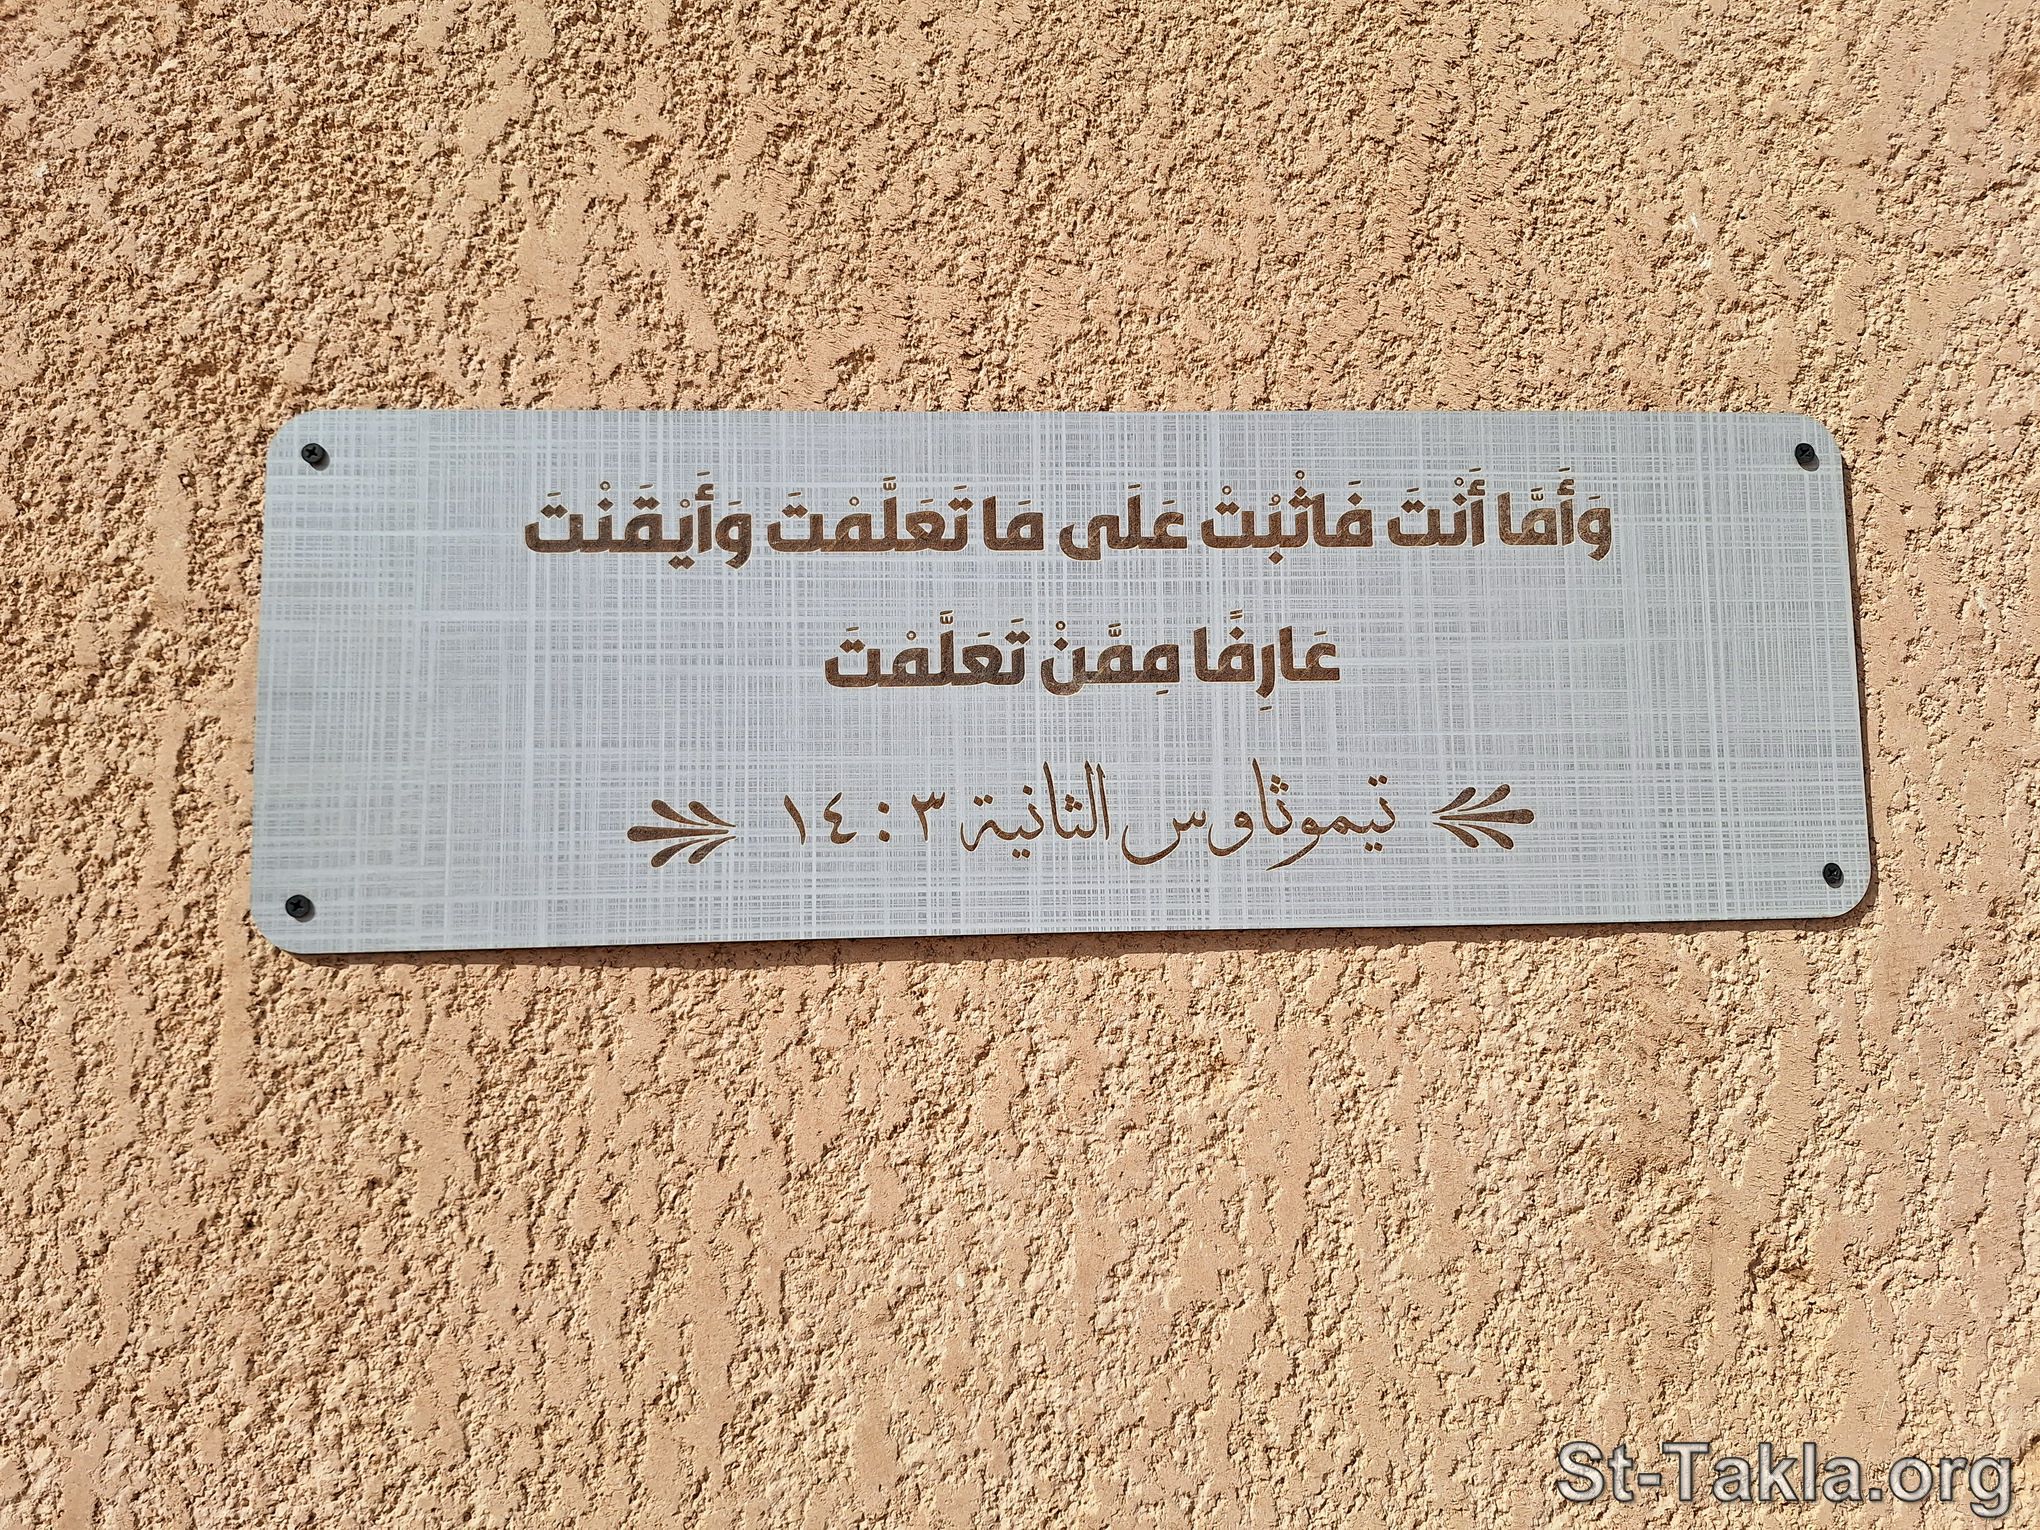 وَأَمَّا أَنْتَ فَاثْبُتْ عَلَى مَا تَعَلَّمْتَ وَأَيْقَنْتَ
عَارِفًا مِمَّنْ تَعَلَّمْتَ
تيموثاوس الثانية ٣ : ١٤
St-Takla.org